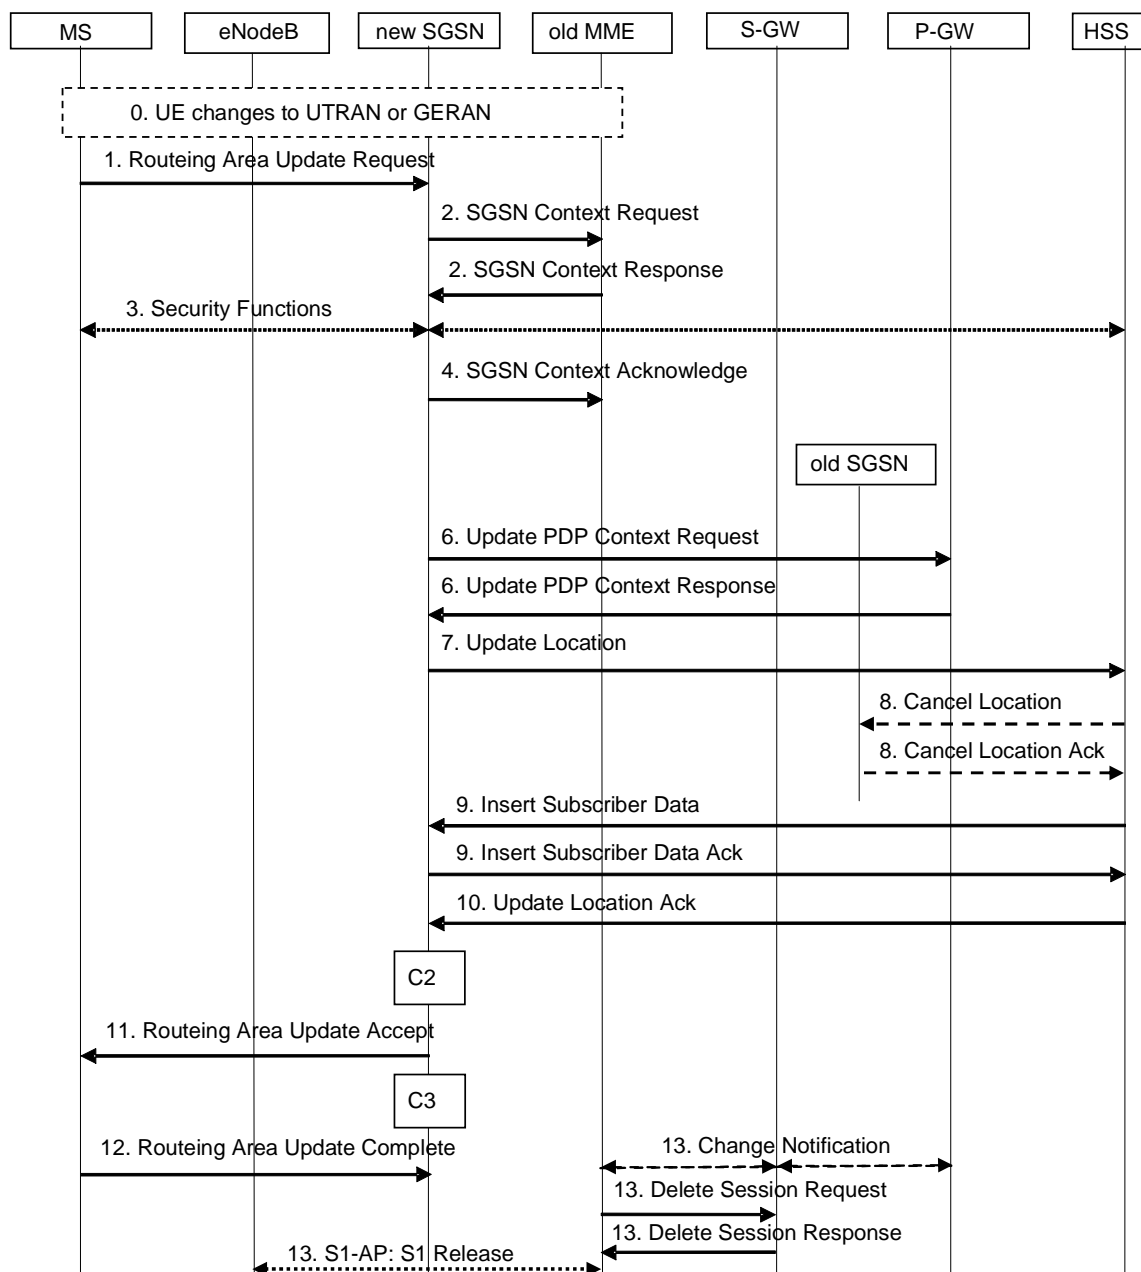 MS
eNodeB
new SGSN
old MME
S-GW
P-GW
HSS
0. UE changes to UTRAN or GERAN
1. Routeing Area Update Request
2. SGSN Context Request
2. SGSN Context Response
3. Security Functions
4. SGSN Context Acknowledge
old SGSN
6. Update PDP Context Request
6. Update PDP Context Response
7. Update Location
8. Cancel Location
8. Cancel Location Ack
9. Insert Subscriber Data
9. Insert Subscriber Data Ack
10. Update Location Ack
C2
11. Routeing Area Update Accept
C3
12. Routeing Area Update Complete
13. Change Notification
13. Delete Session Request
13. Delete Session Response
13. S1-AP: S1 Release